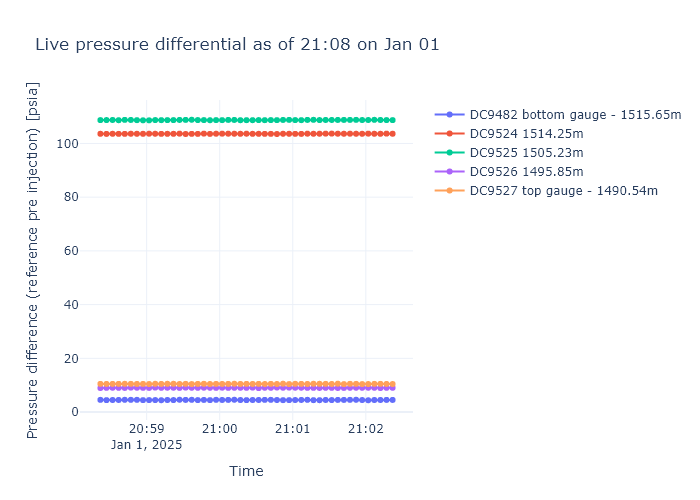 Live pressure differential as of 21:08 on Jan 01
Pressure difference (reference pre injection) [psia]
100
80
60
40
20
0
20:59
Jan 1, 2025
21:00
21:01
21:02
Time
DC9482 bottom gauge - 1515.65m
DC9524 1514.25m
DC9525 1505.23m
DC9526 1495.85m
DC9527 top gauge - 1490.54m